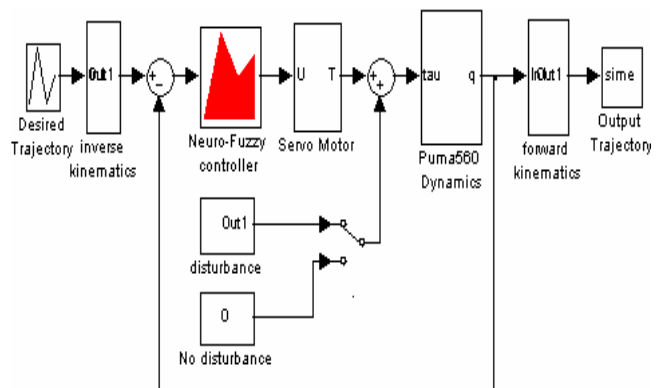 Desired
Trajectory
Out1
inverse
kinematics
+
−
Neuro-Fuzzy
controller
U
T
Servo Motor
+
+
tau
q
Puma560
Dynamics
Out1
forward
kinematics
sime
Output
Trajectory
Out1
disturbance
0
No disturbance